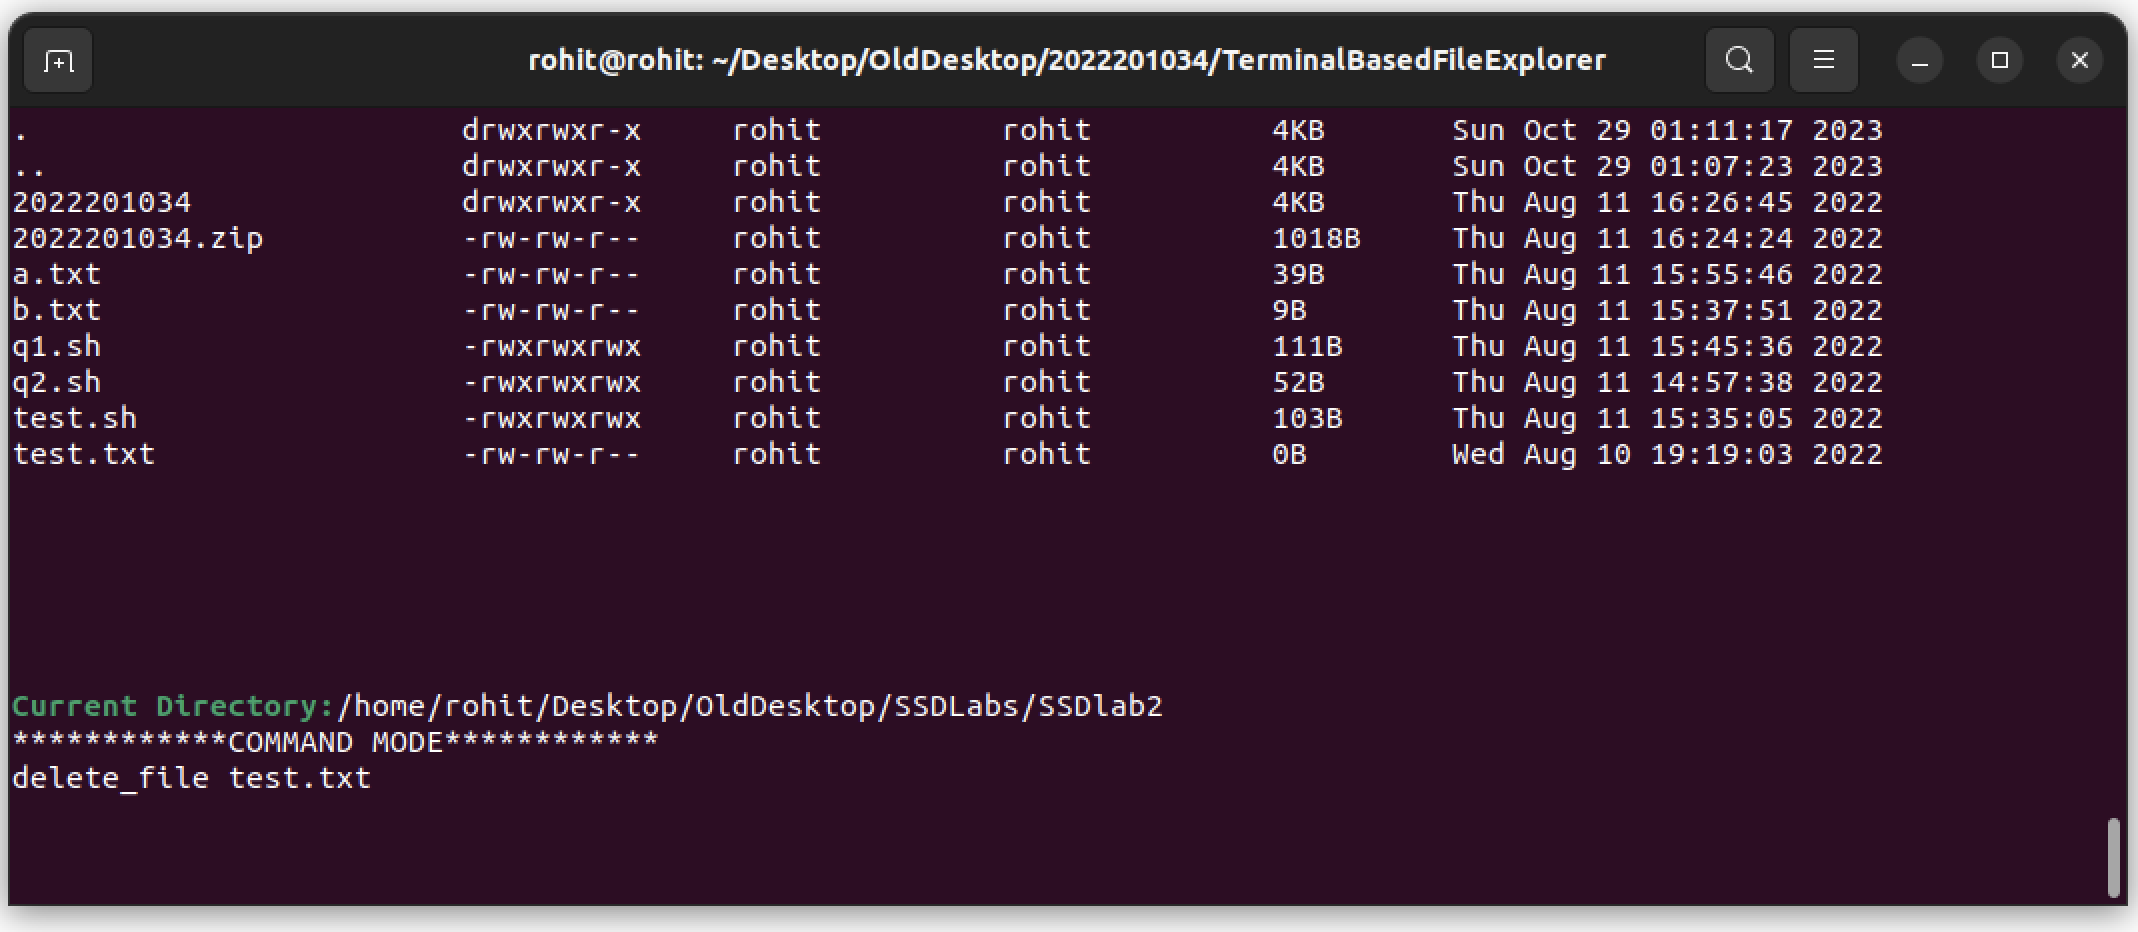 rohit@rohit: ~/Desktop/OldDesktop/2022201034/TerminalBasedFileExplorer
. drwxrwxr-x rohit rohit 4KB Sun Oct 29 01:11:17 2023
.. drwxrwxr-x rohit rohit 4KB Sun Oct 29 01:07:23 2023
2022201034 drwxrwxr-x rohit rohit 4KB Thu Aug 11 16:26:45 2022
2022201034.zip -rw-rw-r-- rohit rohit 1018B Thu Aug 11 16:24:24 2022
a.txt -rw-rw-r-- rohit rohit 39B Thu Aug 11 15:55:46 2022
b.txt -rw-rw-r-- rohit rohit 9B Thu Aug 11 15:37:51 2022
q1.sh -rwxrwxrwx rohit rohit 111B Thu Aug 11 15:45:36 2022
q2.sh -rwxrwxrwx rohit rohit 52B Thu Aug 11 14:57:38 2022
test.sh -rwxrwxrwx rohit rohit 103B Thu Aug 11 15:35:05 2022
test.txt -rw-rw-r-- rohit rohit 0B Wed Aug 10 19:19:03 2022
Current Directory:/home/rohit/Desktop/OldDesktop/SSDLabs/SSDlab2
************COMMAND MODE************
delete_file test.txt